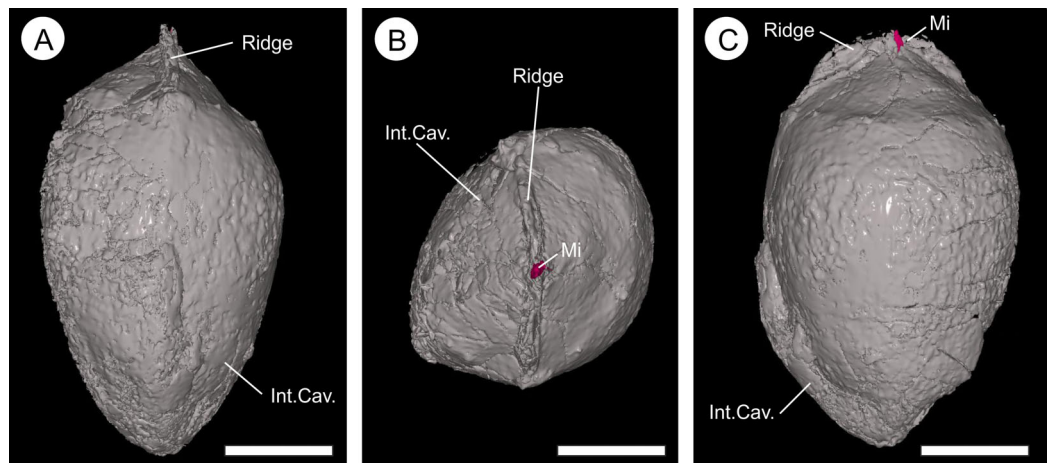 A
Ridge
Int.Cav.
B
Ridge
Int.Cav.
Mi
C
Ridge
Mi
Int.Cav.